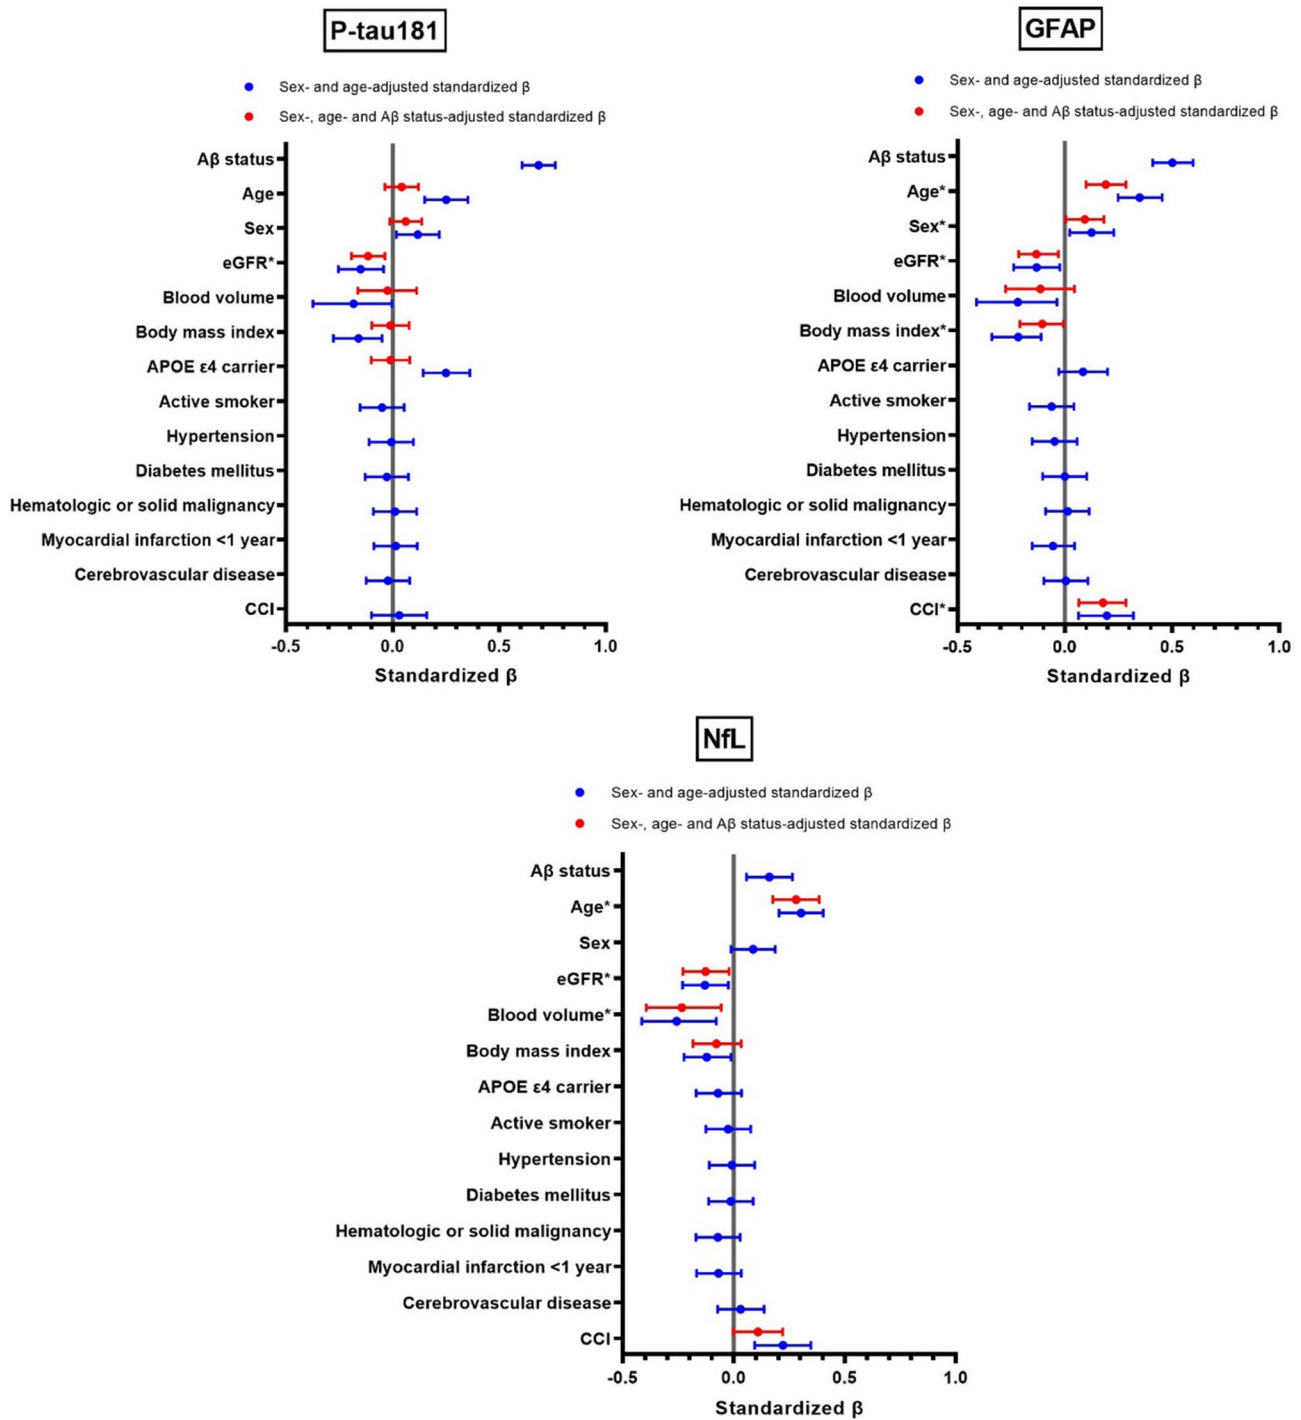 P-tau181
Sex- and age-adjusted standardized β
Sex-, age- and Aβ status-adjusted standardized β
Aβ status
Age
Sex
eGFR*
Blood volume
Body mass index
APOE ε4 carrier
Active smoker
Hypertension
Diabetes mellitus
Hematologic or solid malignancy
Myocardial infarction <1 year
Cerebrovascular disease
CCI
-0.5 0.0 0.5 1.0
Standardized β
GFAP
Sex- and age-adjusted standardized β
Sex-, age- and Aβ status-adjusted standardized β
Aβ status
Age*
Sex*
eGFR*
Blood volume
Body mass index*
APOE ε4 carrier
Active smoker
Hypertension
Diabetes mellitus
Hematologic or solid malignancy
Myocardial infarction <1 year
Cerebrovascular disease
CCI*
-0.5 0.0 0.5 1.0
Standardized β
NfL
Sex- and age-adjusted standardized β
Sex-, age- and Aβ status-adjusted standardized β
Aβ status
Age*
Sex
eGFR*
Blood volume*
Body mass index
APOE ε4 carrier
Active smoker
Hypertension
Diabetes mellitus
Hematologic or solid malignancy
Myocardial infarction <1 year
Cerebrovascular disease
CCI
-0.5 0.0 0.5 1.0
Standardized β